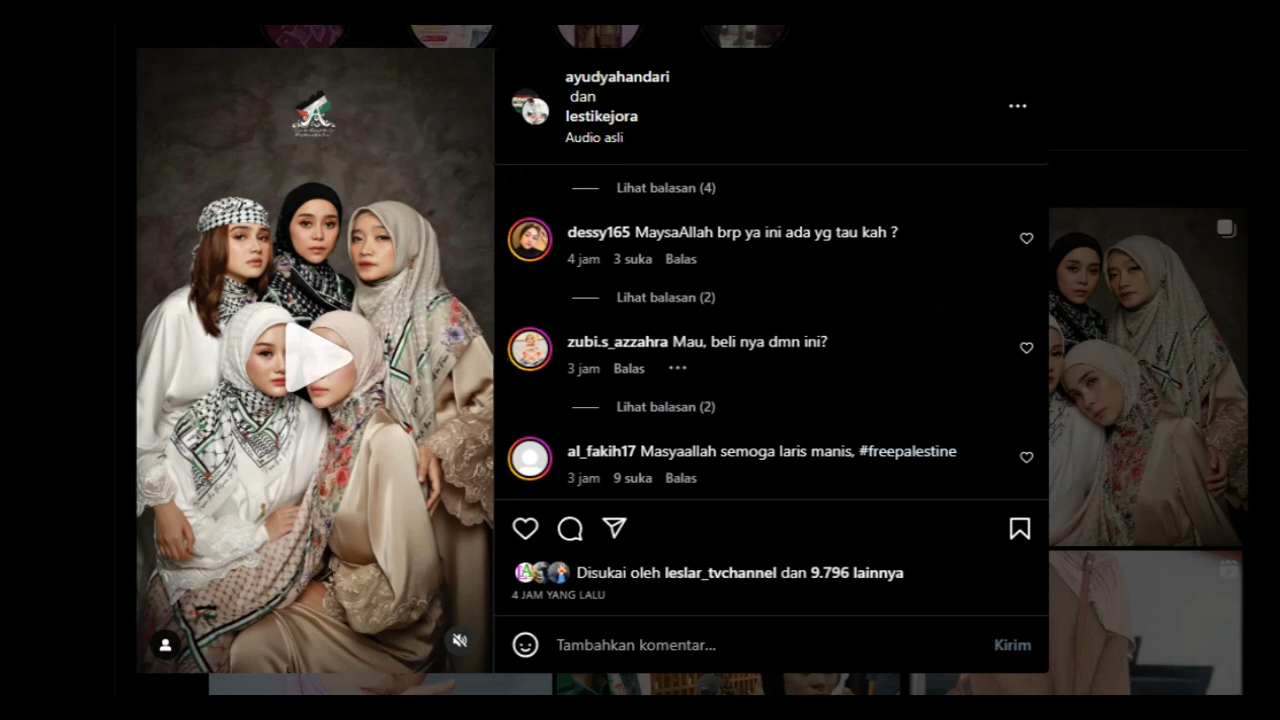 ayudyahandari
dan
lestikejora
Audio asli
Lihat balasan (4)
dessy165 MaysaAllah brp ya ini ada yg tau kah ?
4 jam 3 suka Balas
Lihat balasan (2)
zubi.s_azzahra Mau, beli nya dmn ini?
3 jam Balas
Lihat balasan (2)
al_fakih17 Masyaallah semoga laris manis, #freepalestine
3 jam 9 suka Balas
Disukai oleh leslar_tvchannel dan 9.796 lainnya
4 JAM YANG LALU
Tambahkan komentar...
Kirim